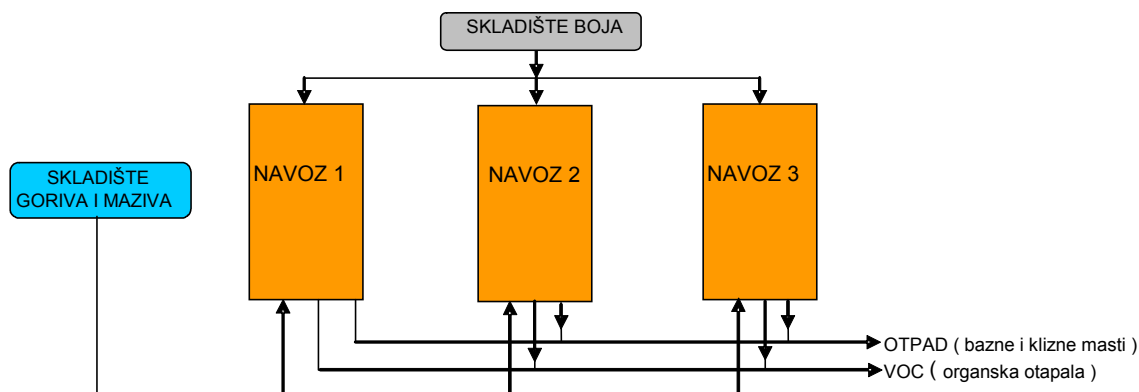 SKLADIŠTE BOJA
NAVOZ 1
NAVOZ 2
NAVOZ 3
SKLADIŠTE
GORIVA I MAZIVA
OTPAD ( bazne i klizne masti )
VOC ( organska otapala )